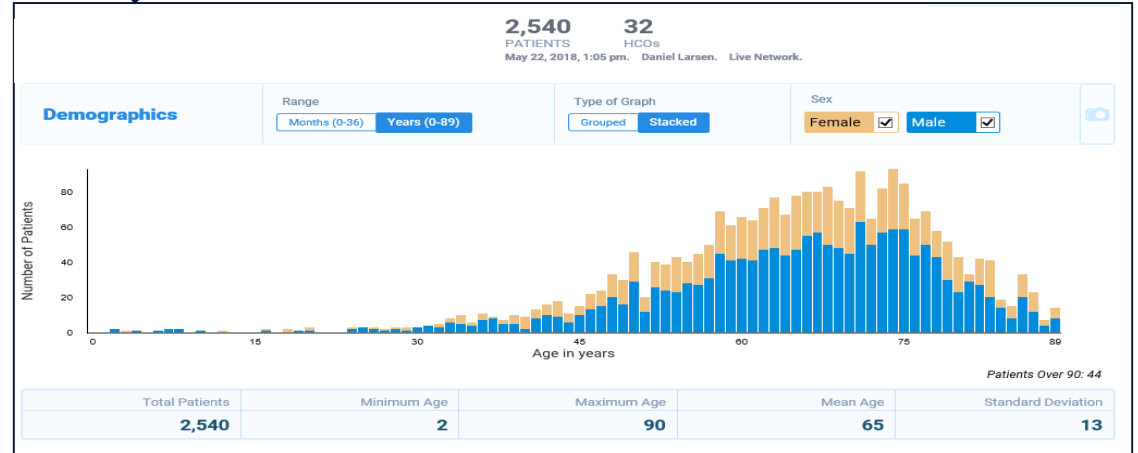 2,540 32
PATIENTS HCOs
May 22, 2018, 1:05 pm. Daniel Larsen. Live Network.
Demographics
Range
Months (0-36) Years (0-89)
Type of Graph
Grouped Stacked
Sex
Female Male
Number of Patients
80
60
40
20
0
0 15 30 45 60 75 89
Age in years
Patients Over 90: 44
Total Patients Minimum Age Maximum Age Mean Age Standard Deviation
2,540 2 90 65 13